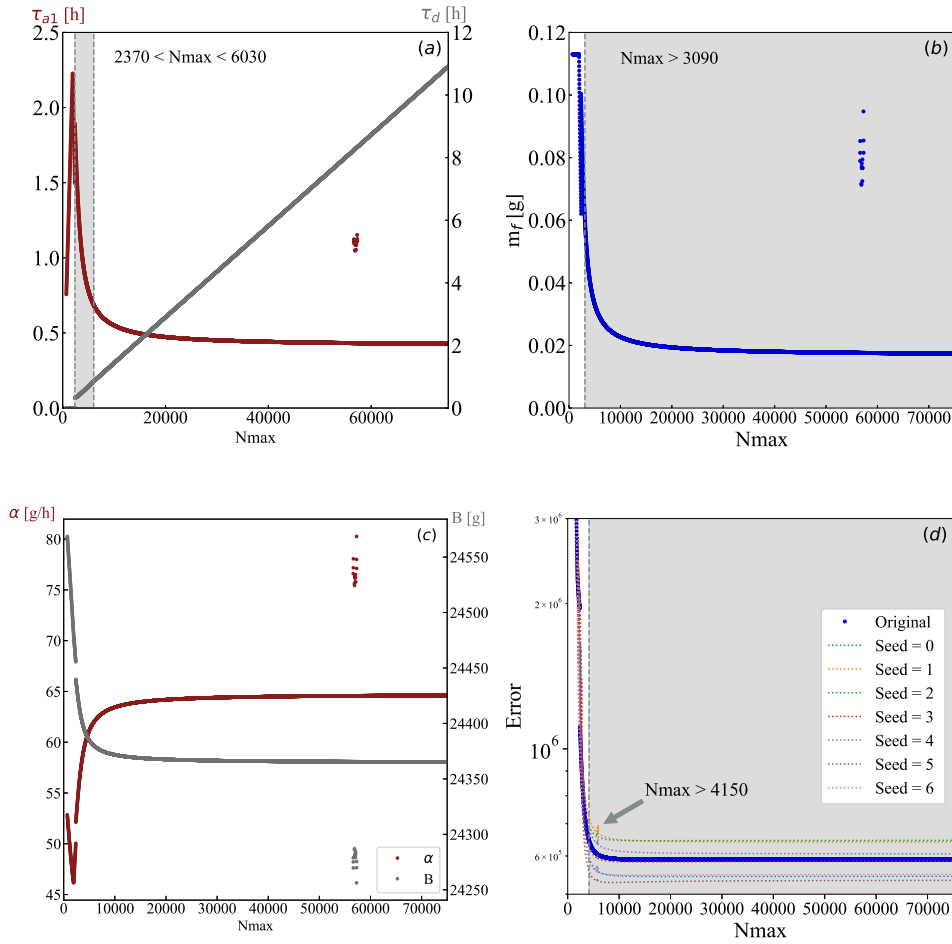 τa1 [h]
τd [h]
2.5
2.0
1.5
1.0
0.5
0.0
12
10
8
6
4
2
0
(a)
2370 < Nmax < 6030
0
20000
40000
60000
Nmax
(b)
Nmax > 3090
mf [g]
0.12
0.10
0.08
0.06
0.04
0.02
0.00
0
10000
20000
30000
40000
50000
60000
70000
Nmax
α [g/h]
B [g]
(c)
80
75
70
65
60
55
50
45
24550
24500
24450
24400
24350
24300
24250
α
B
0
10000
20000
30000
40000
50000
60000
70000
Nmax
(d)
Error
3 × 10⁶
2 × 10⁶
10⁶
6 × 10⁵
Original
Seed = 0
Seed = 1
Seed = 2
Seed = 3
Seed = 4
Seed = 5
Seed = 6
Nmax > 4150
0
10000
20000
30000
40000
50000
60000
70000
Nmax